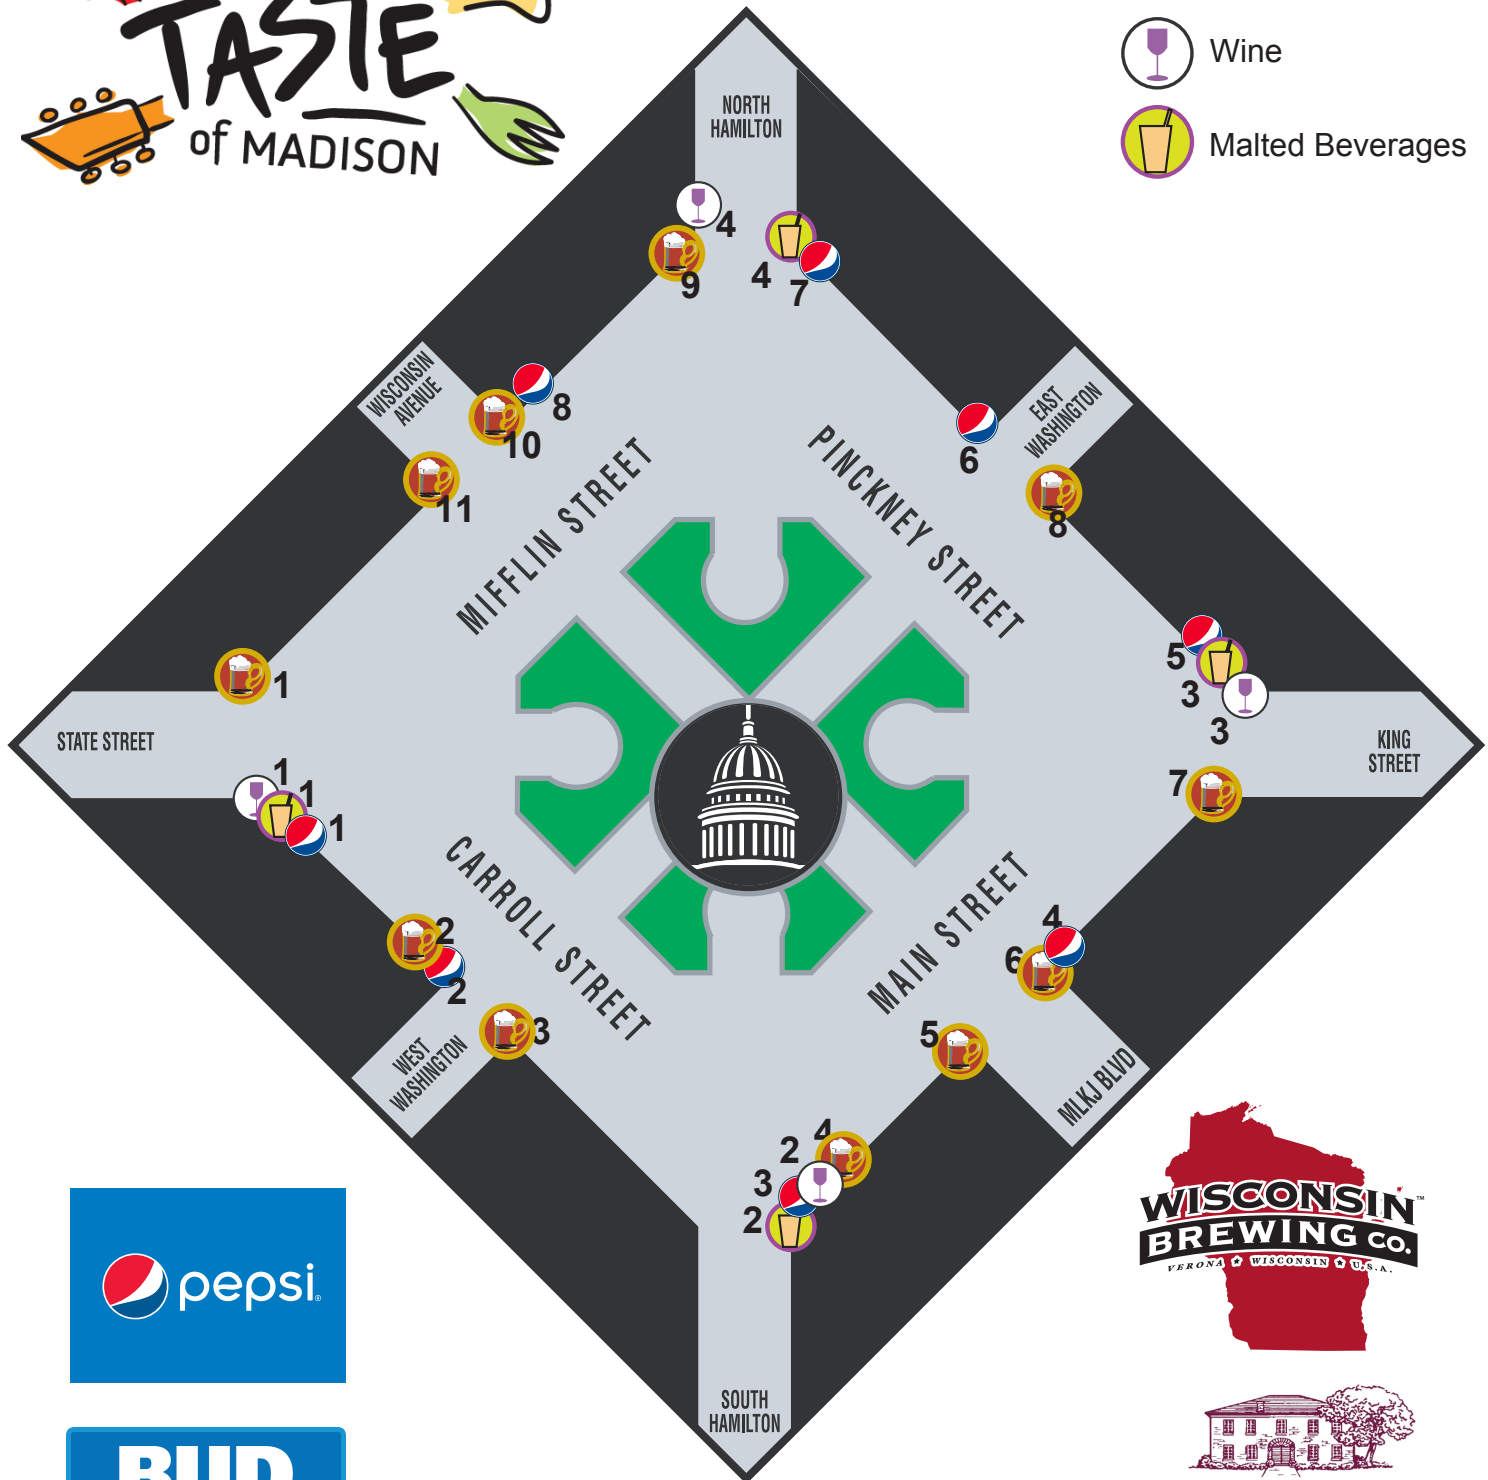 TASTE
of MADISON
Wine
Malted Beverages
NORTH
HAMILTON
4
9
4
7
WISCONSIN
AVENUE
8
10
11
EAST
WASHINGTON
6
8
MIFFLIN STREET
PINCKNEY STREET
1
STATE STREET
1
1
1
5
3
3
KING
STREET
7
CARROLL STREET
MAIN STREET
2
2
3
WEST
WASHINGTON
4
6
5
MLKJ BLVD
4
2
3
2
SOUTH
HAMILTON
pepsi®
BUD
WISCONSIN™
BREWING CO.
VERONA WISCONSIN U.S.A.